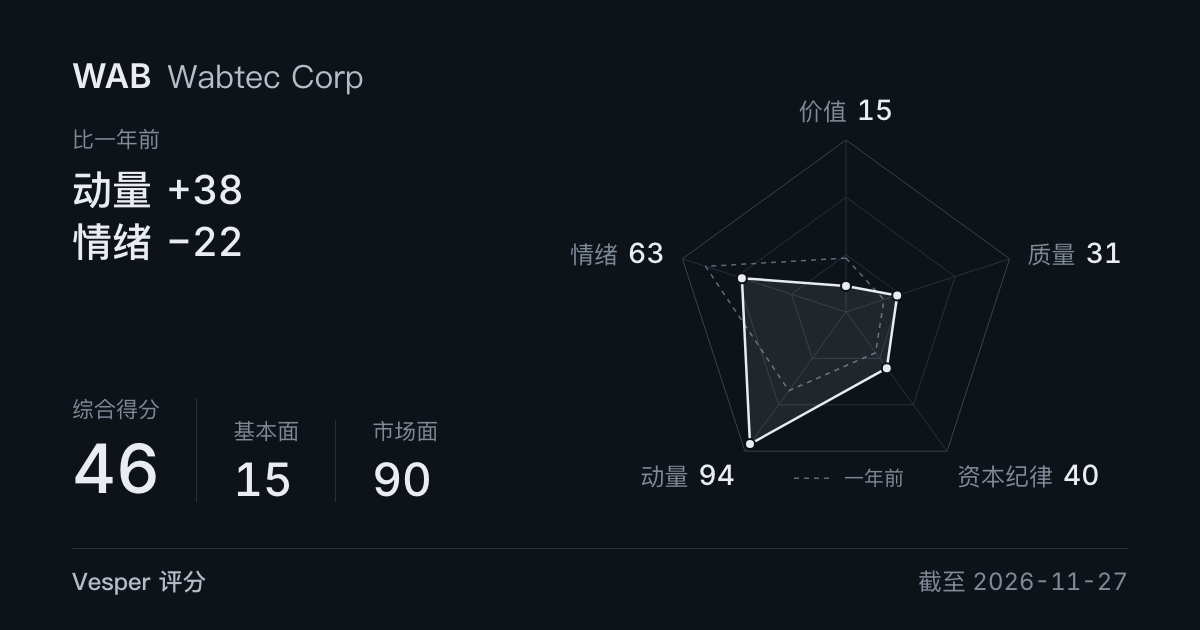 WAB Wabtec Corp
比一年前
动量 +38
情绪 −22
综合得分
46
基本面
15
市场面
90
价值 15
情绪 63
质量 31
动量 94
一年前
资本纪律 40
Vesper 评分
截至 2026-11-27